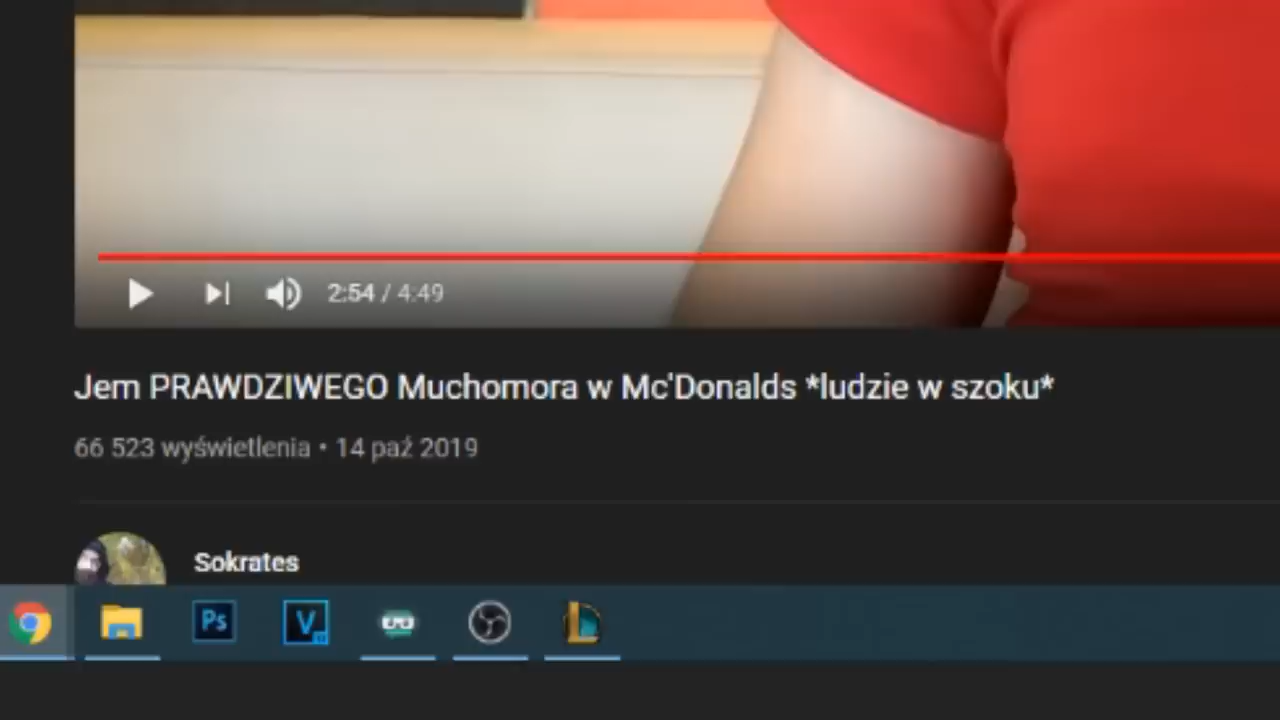 2:54 / 4:49
Jem PRAWDZIWEGO Muchomora w Mc'Donalds *ludzie w szoku*
66 523 wyświetlenia • 14 paź 2019
Sokrates
Ps
V